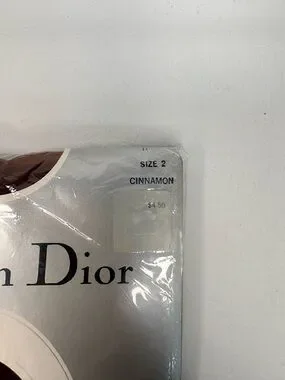 SIZE 2
CINNAMON
$4.50
n Dior